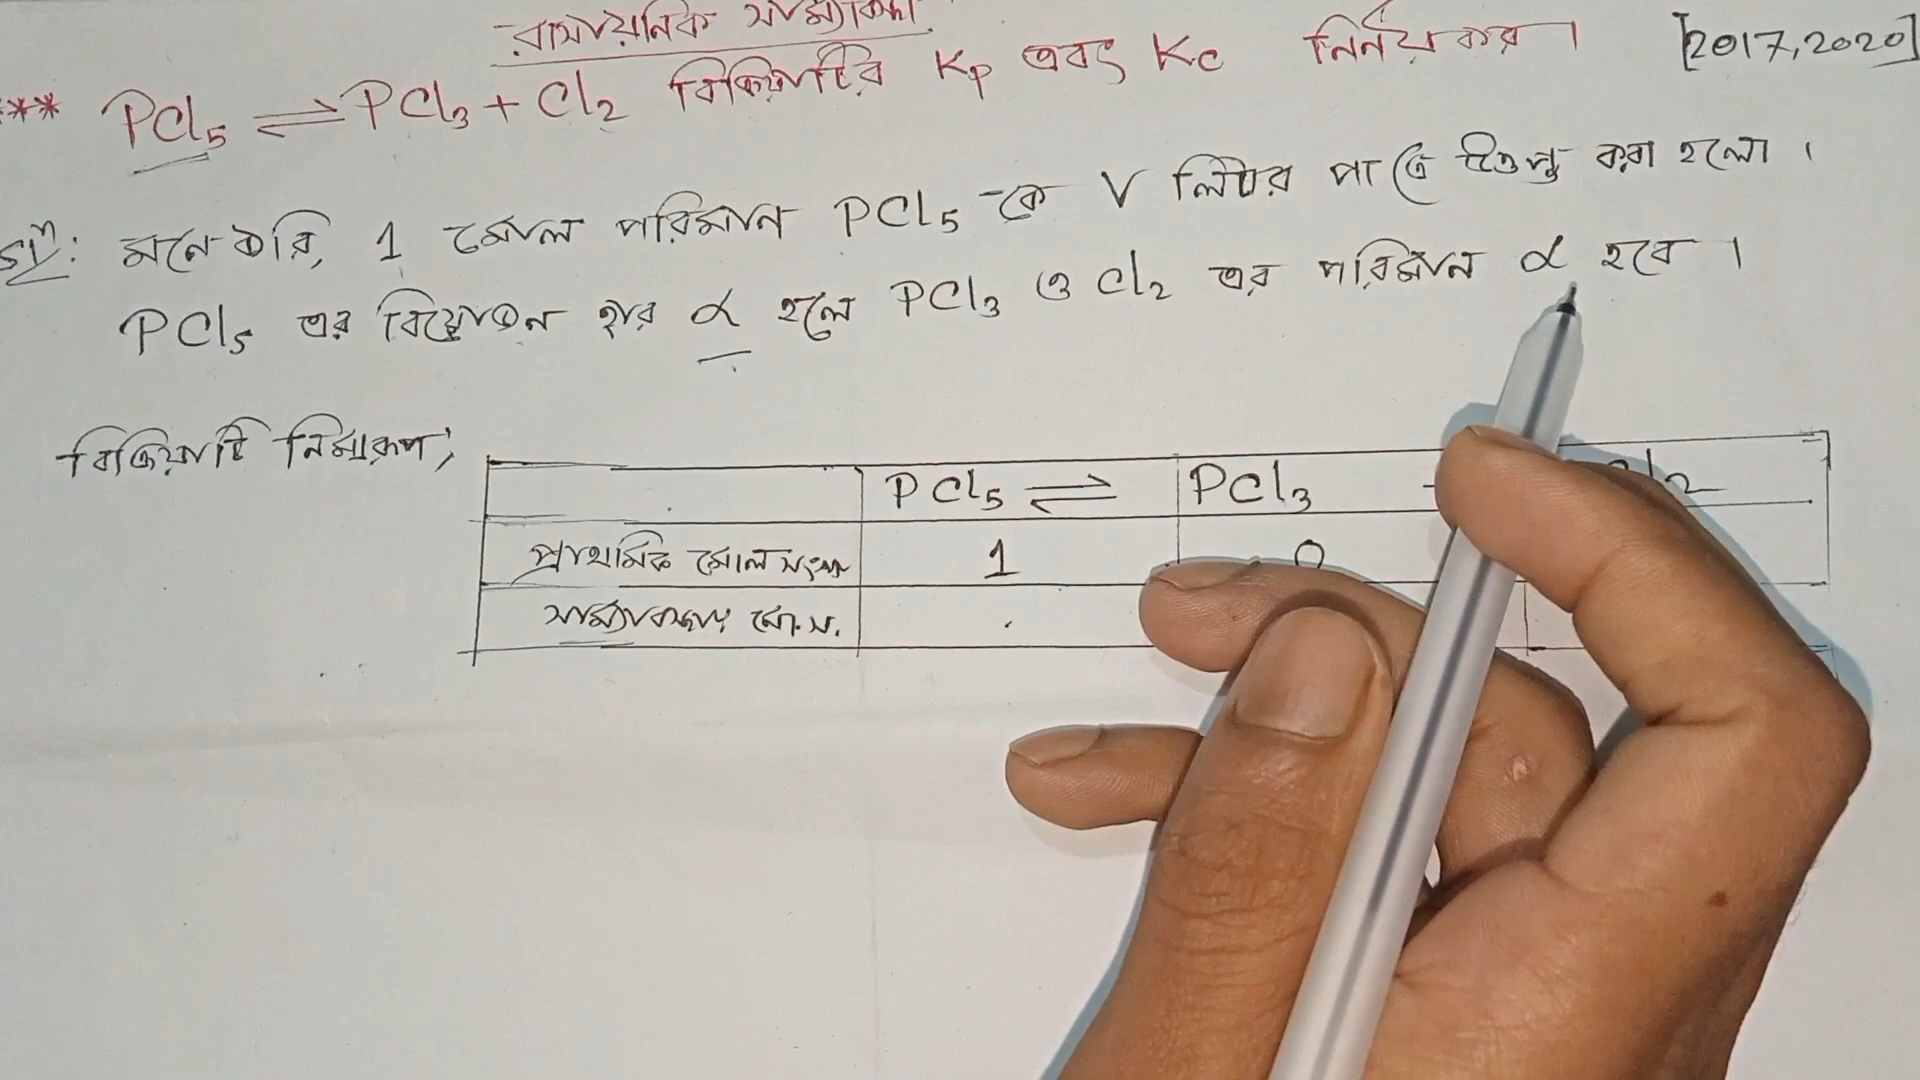 রাসায়নিক সাম্যাবস্থা
*** PCl₅ ⇌ PCl₃ + Cl₂ বিক্রিয়াটির Kp এবং Kc নির্নয় কর । [2017,2020]
মনে করি, 1 মোল পরিমান PCl₅ -কে V লিটার পাত্রে উত্তপ্ত করা হলো ।
PCl₅ এর বিয়োজন হার α হলে PCl₃ ও Cl₂ এর পরিমান α হবে ।
বিক্রিয়াটি নিম্নরূপ;
PCl₅ ⇌ PCl₃
প্রাথমিক মোল সংখ্যা 1 0
সাম্যাবস্থায় মো. স.